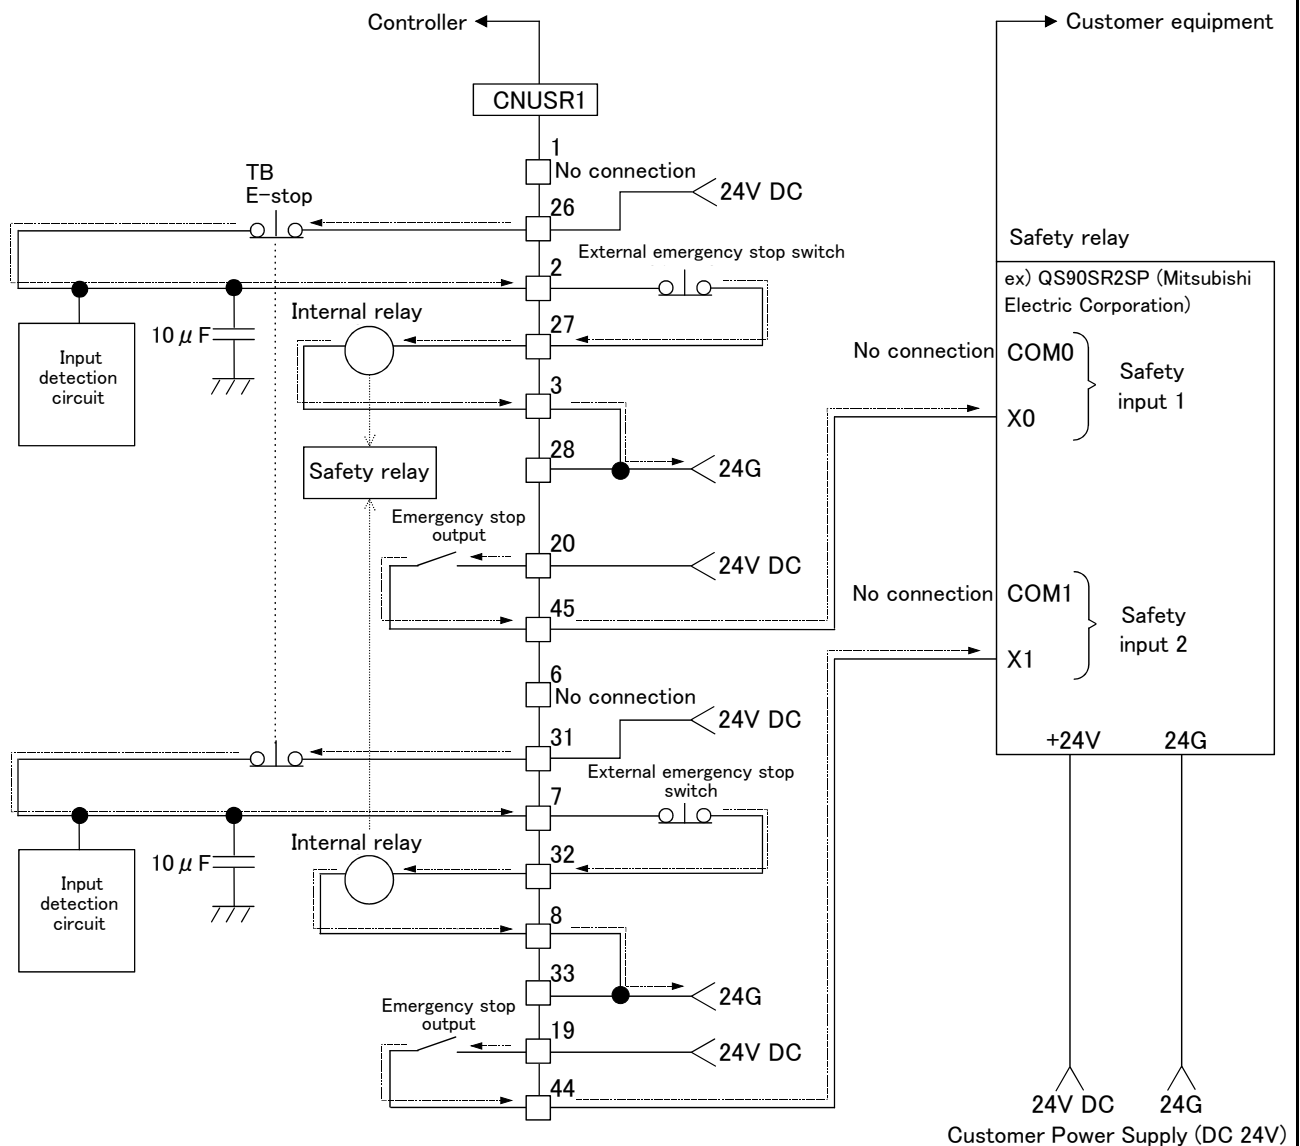 Controller
Customer equipment
CNUSR1
1
No connection
TB
E-stop
24V DC
26
External emergency stop switch
2
Safety relay
ex) QS90SR2SP (Mitsubishi
Electric Corporation)
Internal relay
10 μ F
27
Input
detection
circuit
No connection
COM0
Safety
input 1
X0
3
28
Safety relay
24G
Emergency stop
output
20
24V DC
45
No connection
COM1
Safety
input 2
X1
6
No connection
24V DC
31
+24V
24G
External emergency stop
switch
7
Internal relay
10 μ F
32
Input
detection
circuit
8
33
24G
Emergency stop
output
19
24V DC
44
24V DC
24G
Customer Power Supply (DC 24V)